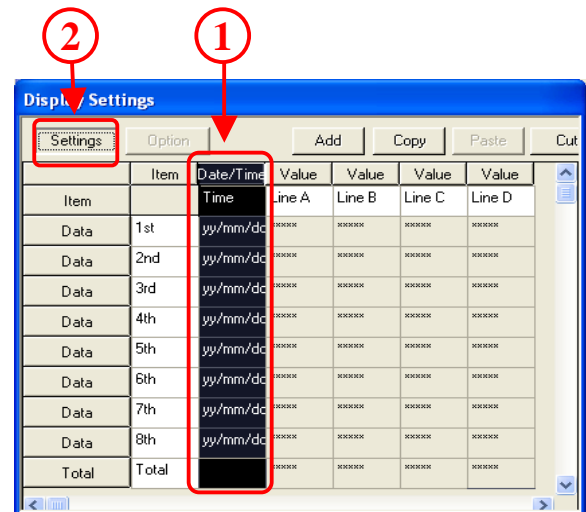 2 1
Display Settings
Settings Option Add Copy Paste Cut
Item Date/Time Value Value Value Value
Item Time Line A Line B Line C Line D
Data 1st yy/mm/dd ***** ***** ***** *****
Data 2nd yy/mm/dd ***** ***** ***** *****
Data 3rd yy/mm/dd ***** ***** ***** *****
Data 4th yy/mm/dd ***** ***** ***** *****
Data 5th yy/mm/dd ***** ***** ***** *****
Data 6th yy/mm/dd ***** ***** ***** *****
Data 7th yy/mm/dd ***** ***** ***** *****
Data 8th yy/mm/dd ***** ***** ***** *****
Total Total ***** ***** ***** *****